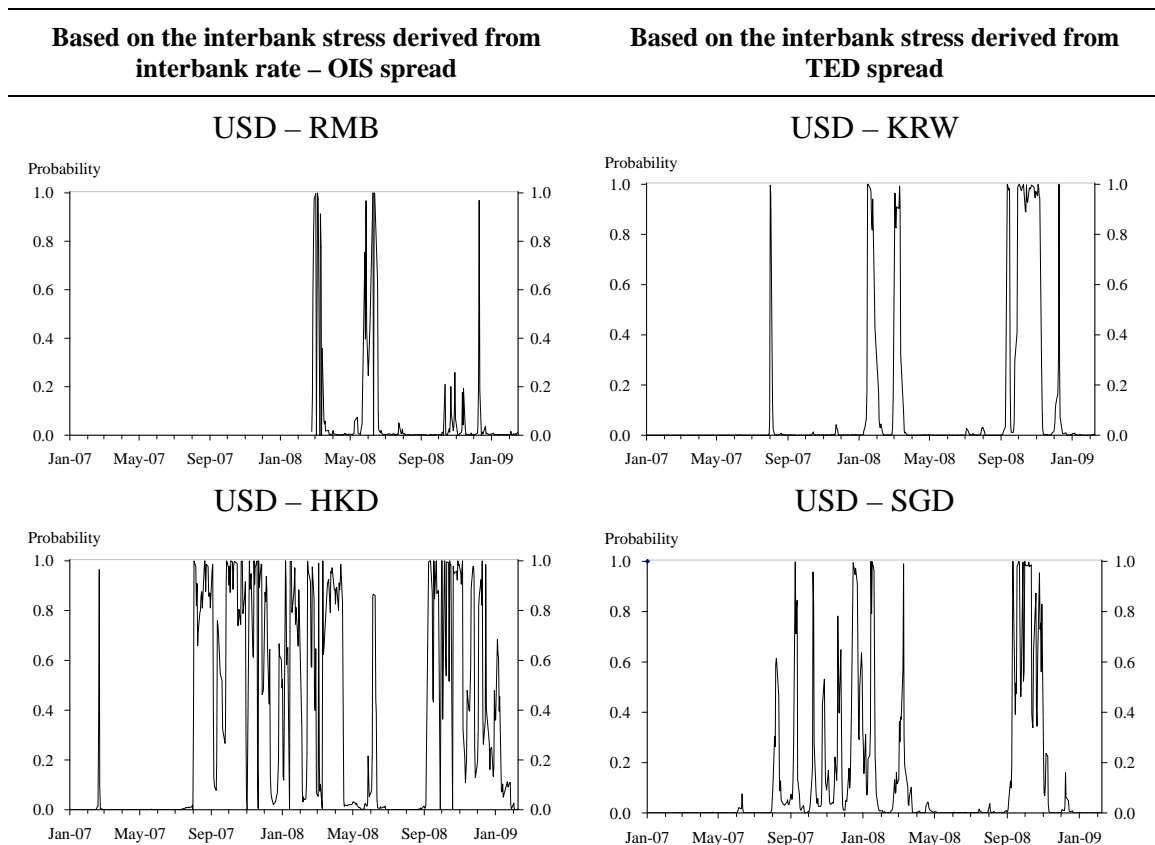 Based on the interbank stress derived from
interbank rate – OIS spread
Based on the interbank stress derived from
TED spread
USD – RMB
Probability
1.0 1.0
0.8 0.8
0.6 0.6
0.4 0.4
0.2 0.2
0.0 0.0
Jan-07 May-07 Sep-07 Jan-08 May-08 Sep-08 Jan-09
USD – KRW
Probability
1.0 1.0
0.8 0.8
0.6 0.6
0.4 0.4
0.2 0.2
0.0 0.0
Jan-07 May-07 Sep-07 Jan-08 May-08 Sep-08 Jan-09
USD – HKD
Probability
1.0 1.0
0.8 0.8
0.6 0.6
0.4 0.4
0.2 0.2
0.0 0.0
Jan-07 May-07 Sep-07 Jan-08 May-08 Sep-08 Jan-09
USD – SGD
Probability
1.0 1.0
0.8 0.8
0.6 0.6
0.4 0.4
0.2 0.2
0.0 0.0
Jan-07 May-07 Sep-07 Jan-08 May-08 Sep-08 Jan-09